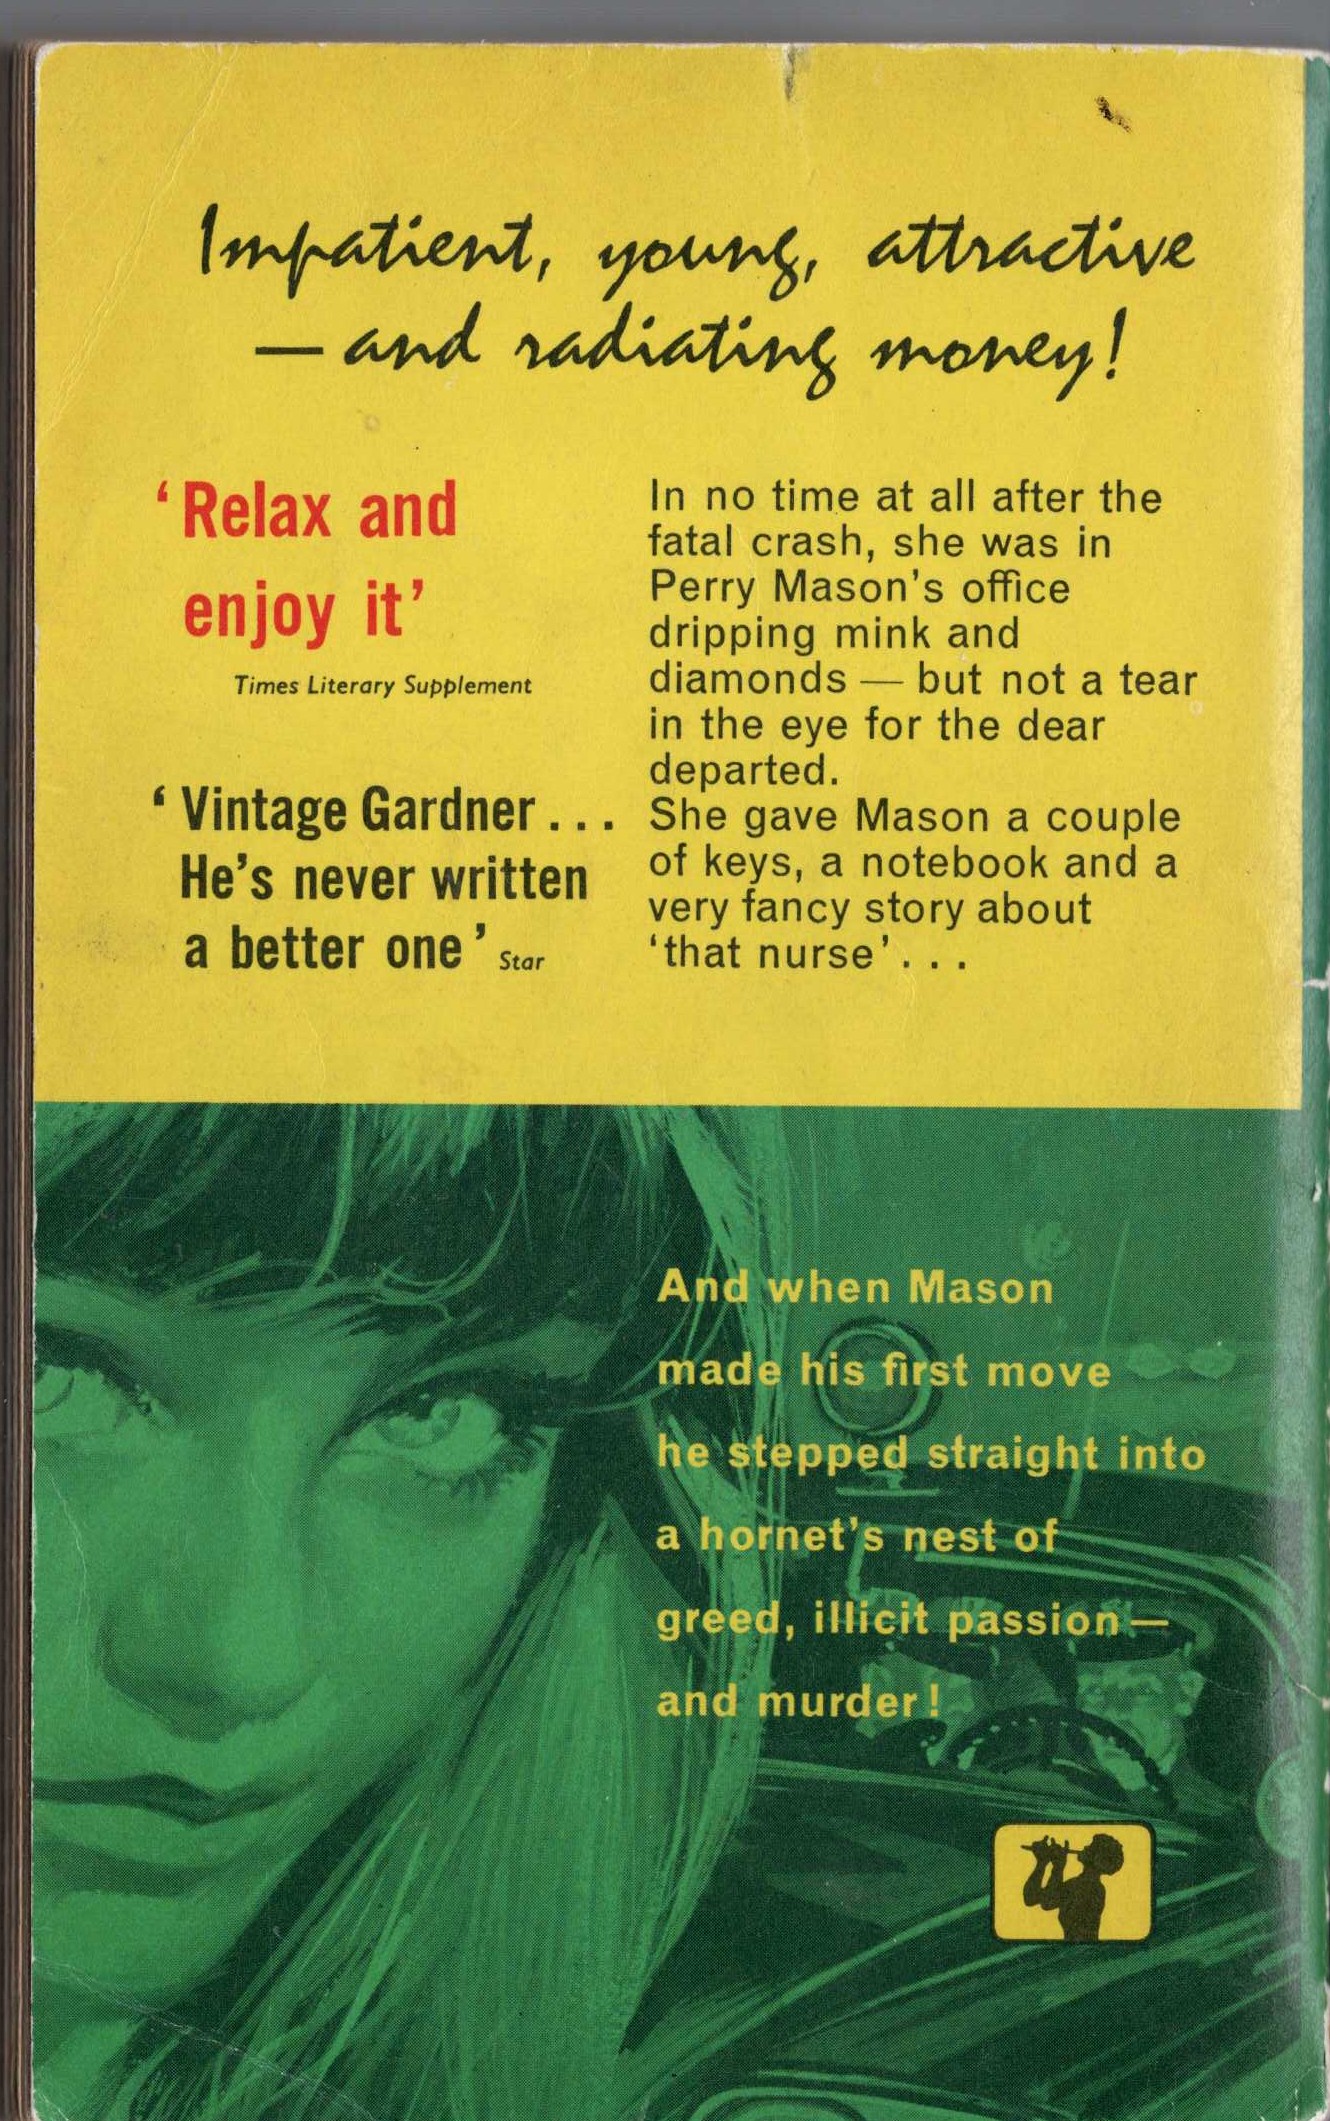 Impatient, young, attractive
— and radiating money!
‘Relax and
enjoy it’
Times Literary Supplement
‘Vintage Gardner...
He's never written
a better one’ Star
In no time at all after the
fatal crash, she was in
Perry Mason's office
dripping mink and
diamonds — but not a tear
in the eye for the dear
departed.
She gave Mason a couple
of keys, a notebook and a
very fancy story about
‘that nurse’...
And when Mason
made his first move
he stepped straight into
a hornet's nest of
greed, illicit passion —
and murder!